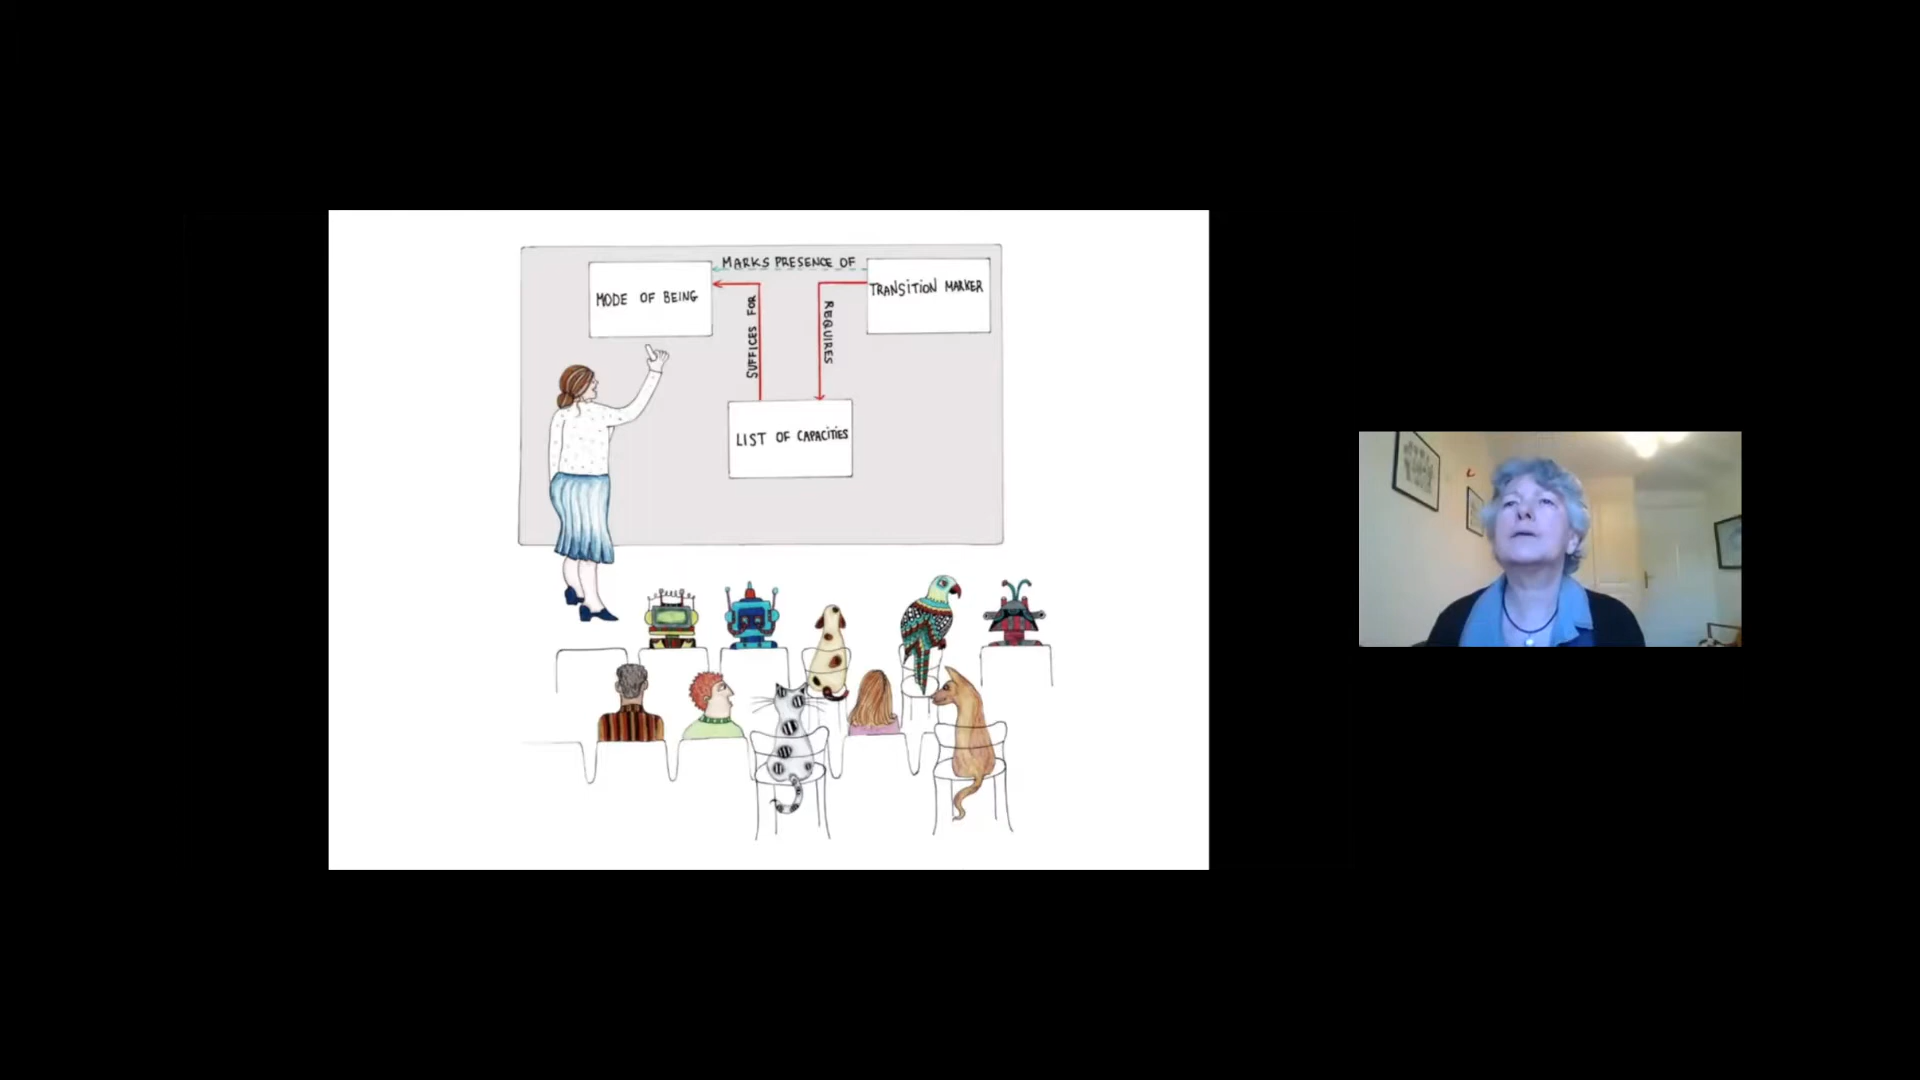 MARKS PRESENCE OF
MODE OF BEING
TRANSITION MARKER
SUFFICES FOR
REQUIRES
LIST OF CAPACITIES